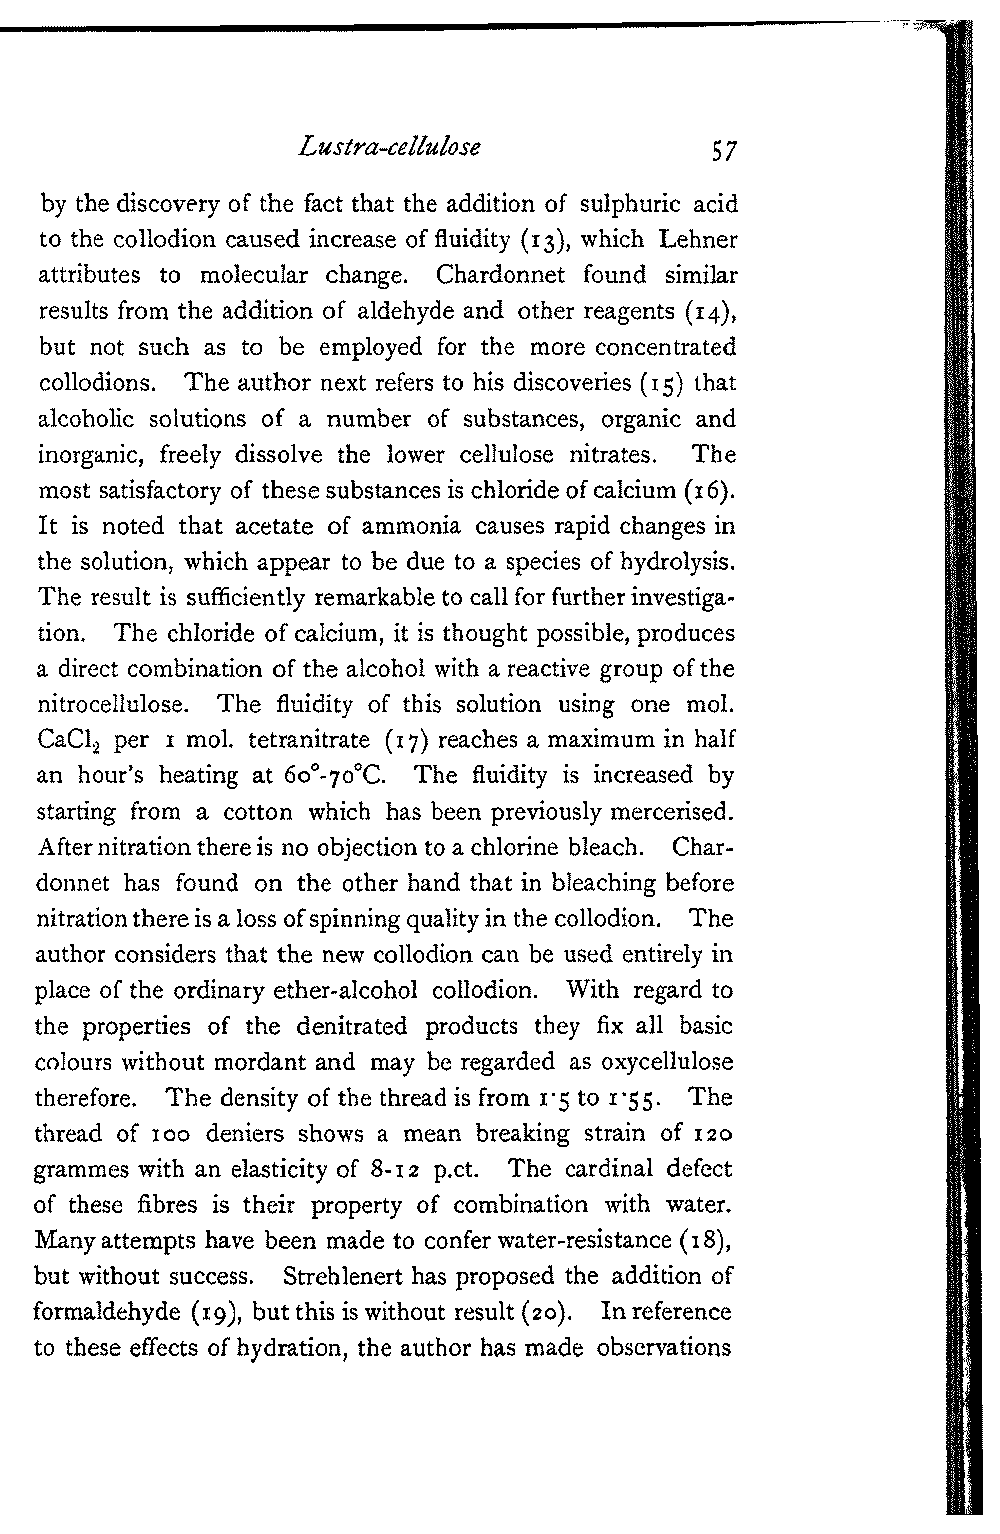 Lustra-cellulose 57
by the discovery of the fact that the addition of sulphuric acid
to the collodion caused increase of fluidity (13), which Lehner
attributes to molecular change. Chardonnet found similar
results from the addition of aldehyde and other reagents (14),
but not such as to be employed for the more concentrated
collodions. The author next refers to his discoveries (15) that
alcoholic solutions of a number of substances, organic and
inorganic, freely dissolve the lower cellulose nitrates. The
most satisfactory of these substances is chloride of calcium (16).
It is noted that acetate of ammonia causes rapid changes in
the solution, which appear to be due to a species of hydrolysis.
The result is sufficiently remarkable to call for further investiga-
tion. The chloride of calcium, it is thought possible, produces
a direct combination of the alcohol with a reactive group of the
nitrocellulose. The fluidity of this solution using one mol.
CaCl₂ per 1 mol. tetranitrate (17) reaches a maximum in half
an hour's heating at 60°-70°C. The fluidity is increased by
starting from a cotton which has been previously mercerised.
After nitration there is no objection to a chlorine bleach. Char-
donnet has found on the other hand that in bleaching before
nitration there is a loss of spinning quality in the collodion. The
author considers that the new collodion can be used entirely in
place of the ordinary ether-alcohol collodion. With regard to
the properties of the denitrated products they fix all basic
colours without mordant and may be regarded as oxycellulose
therefore. The density of the thread is from 1·5 to 1·55. The
thread of 100 deniers shows a mean breaking strain of 120
grammes with an elasticity of 8-12 p.ct. The cardinal defect
of these fibres is their property of combination with water.
Many attempts have been made to confer water-resistance (18),
but without success. Strehlenert has proposed the addition of
formaldehyde (19), but this is without result (20). In reference
to these effects of hydration, the author has made observations